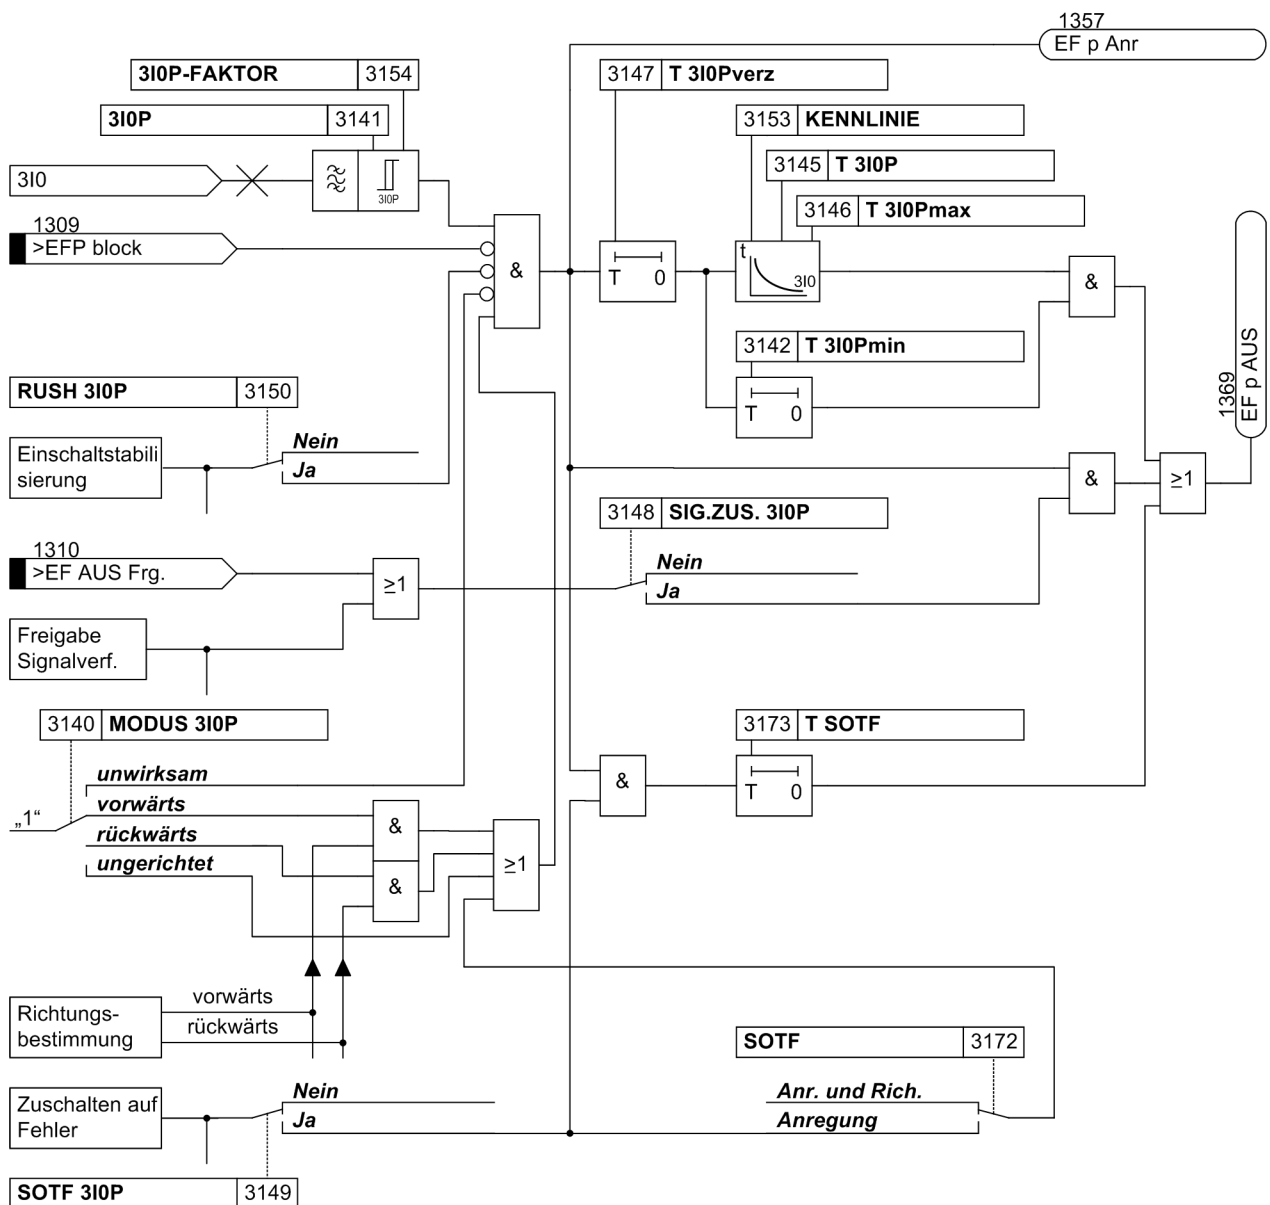 1357
EF p Anr
3I0P-FAKTOR 3154
3147 T 3I0Pverz
3I0P 3141
3153 KENNLINIE
3145 T 3I0P
3I0
3I0P
3146 T 3I0Pmax
1309
>EFP block
&
T 0
t
3I0
&
3142 T 3I0Pmin
T 0
1369
EF p AUS
RUSH 3I0P 3150
Einschaltstabili
sierung
Nein
Ja
&
≥1
3148 SIG.ZUS. 3I0P
1310
>EF AUS Frg.
≥1
Nein
Ja
Freigabe
Signalverf.
3140 MODUS 3I0P
3173 T SOTF
&
T 0
„1“
unwirksam
vorwärts
rückwärts
ungerichtet
&
&
≥1
Richtungs-
bestimmung
vorwärts
rückwärts
SOTF 3172
Zuschalten auf
Fehler
Nein
Ja
Anr. und Rich.
Anregung
SOTF 3I0P 3149